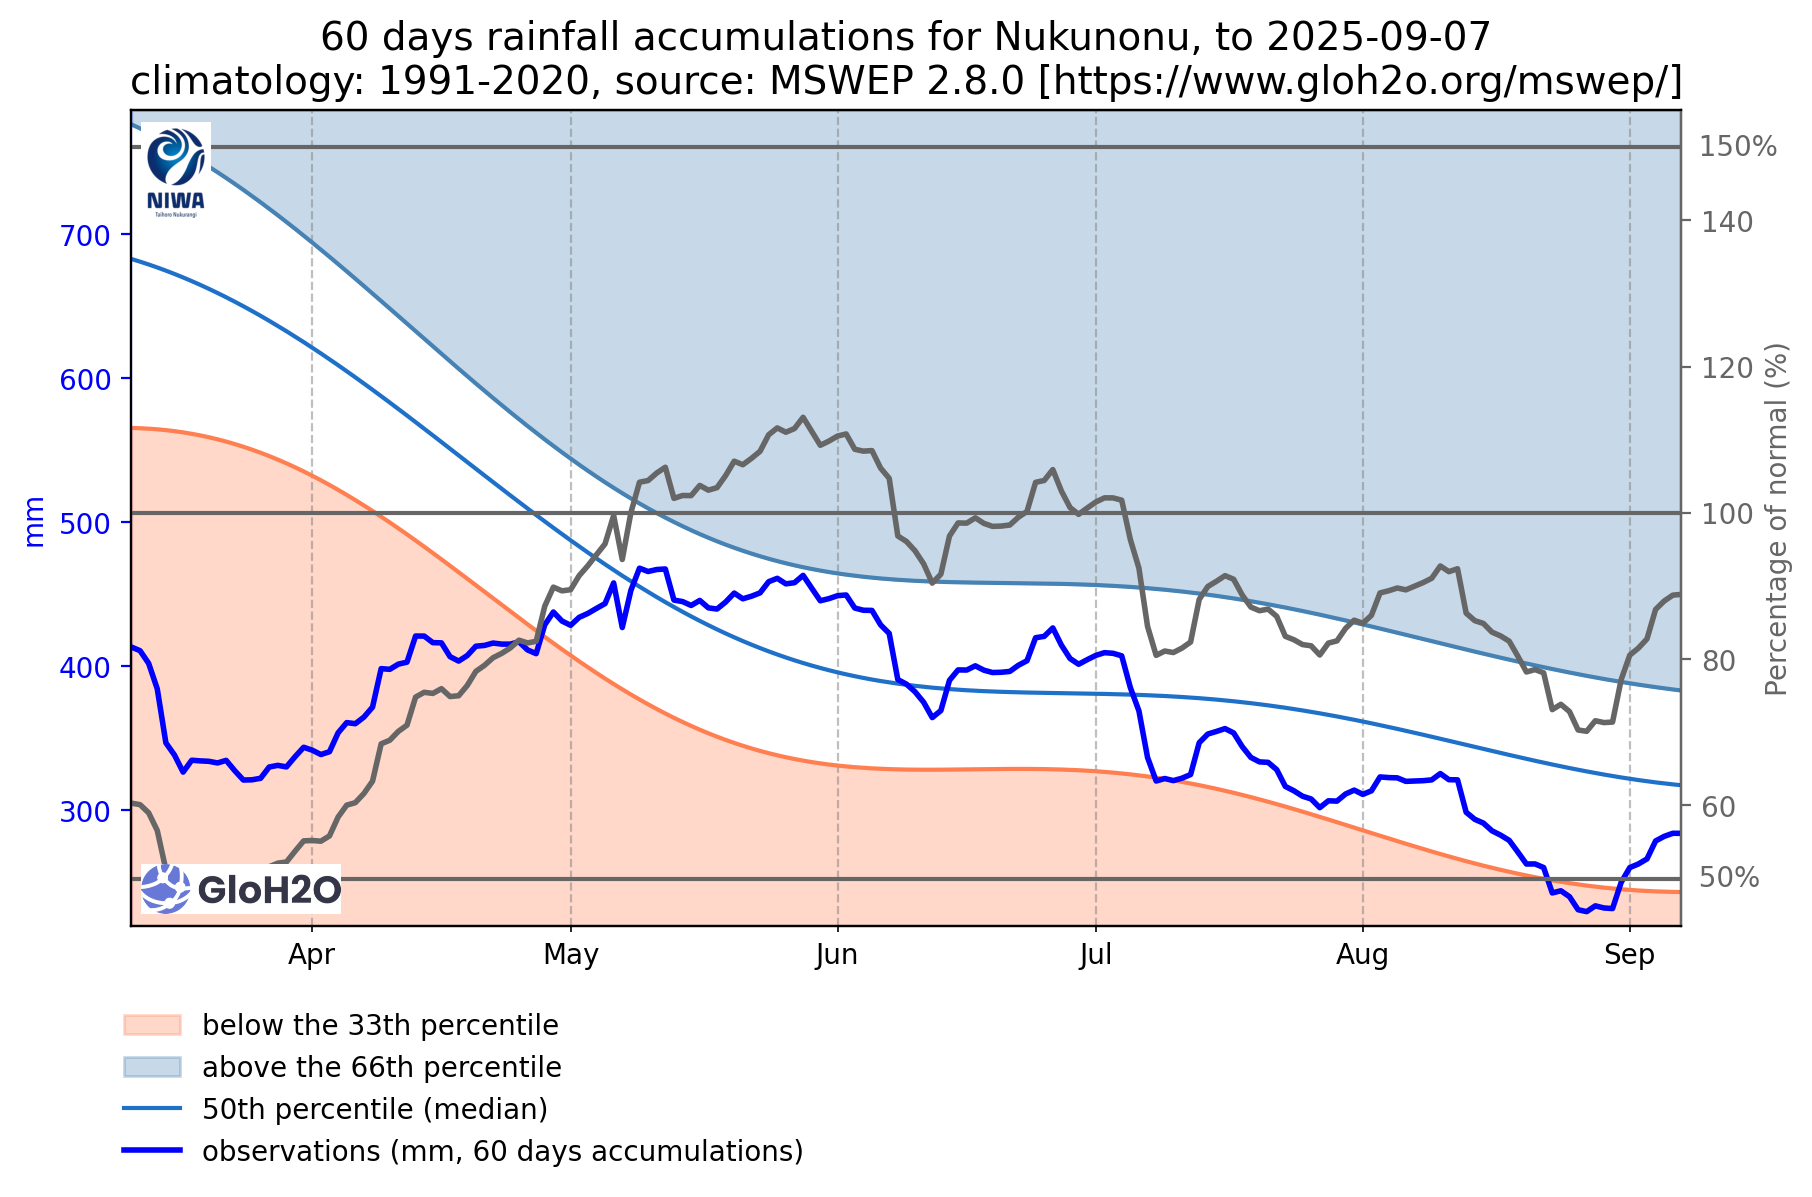 60 days rainfall accumulations for Nukunonu, to 2025-09-07
climatology: 1991-2020, source: MSWEP 2.8.0 [https://www.gloh2o.org/mswep/]
NIWA
Taihoro Nukurangi
700
600
500
400
300
mm
150%
140
120
100
80
60
50%
Percentage of normal (%)
GloH2O
Apr
May
Jun
Jul
Aug
Sep
below the 33th percentile
above the 66th percentile
50th percentile (median)
observations (mm, 60 days accumulations)